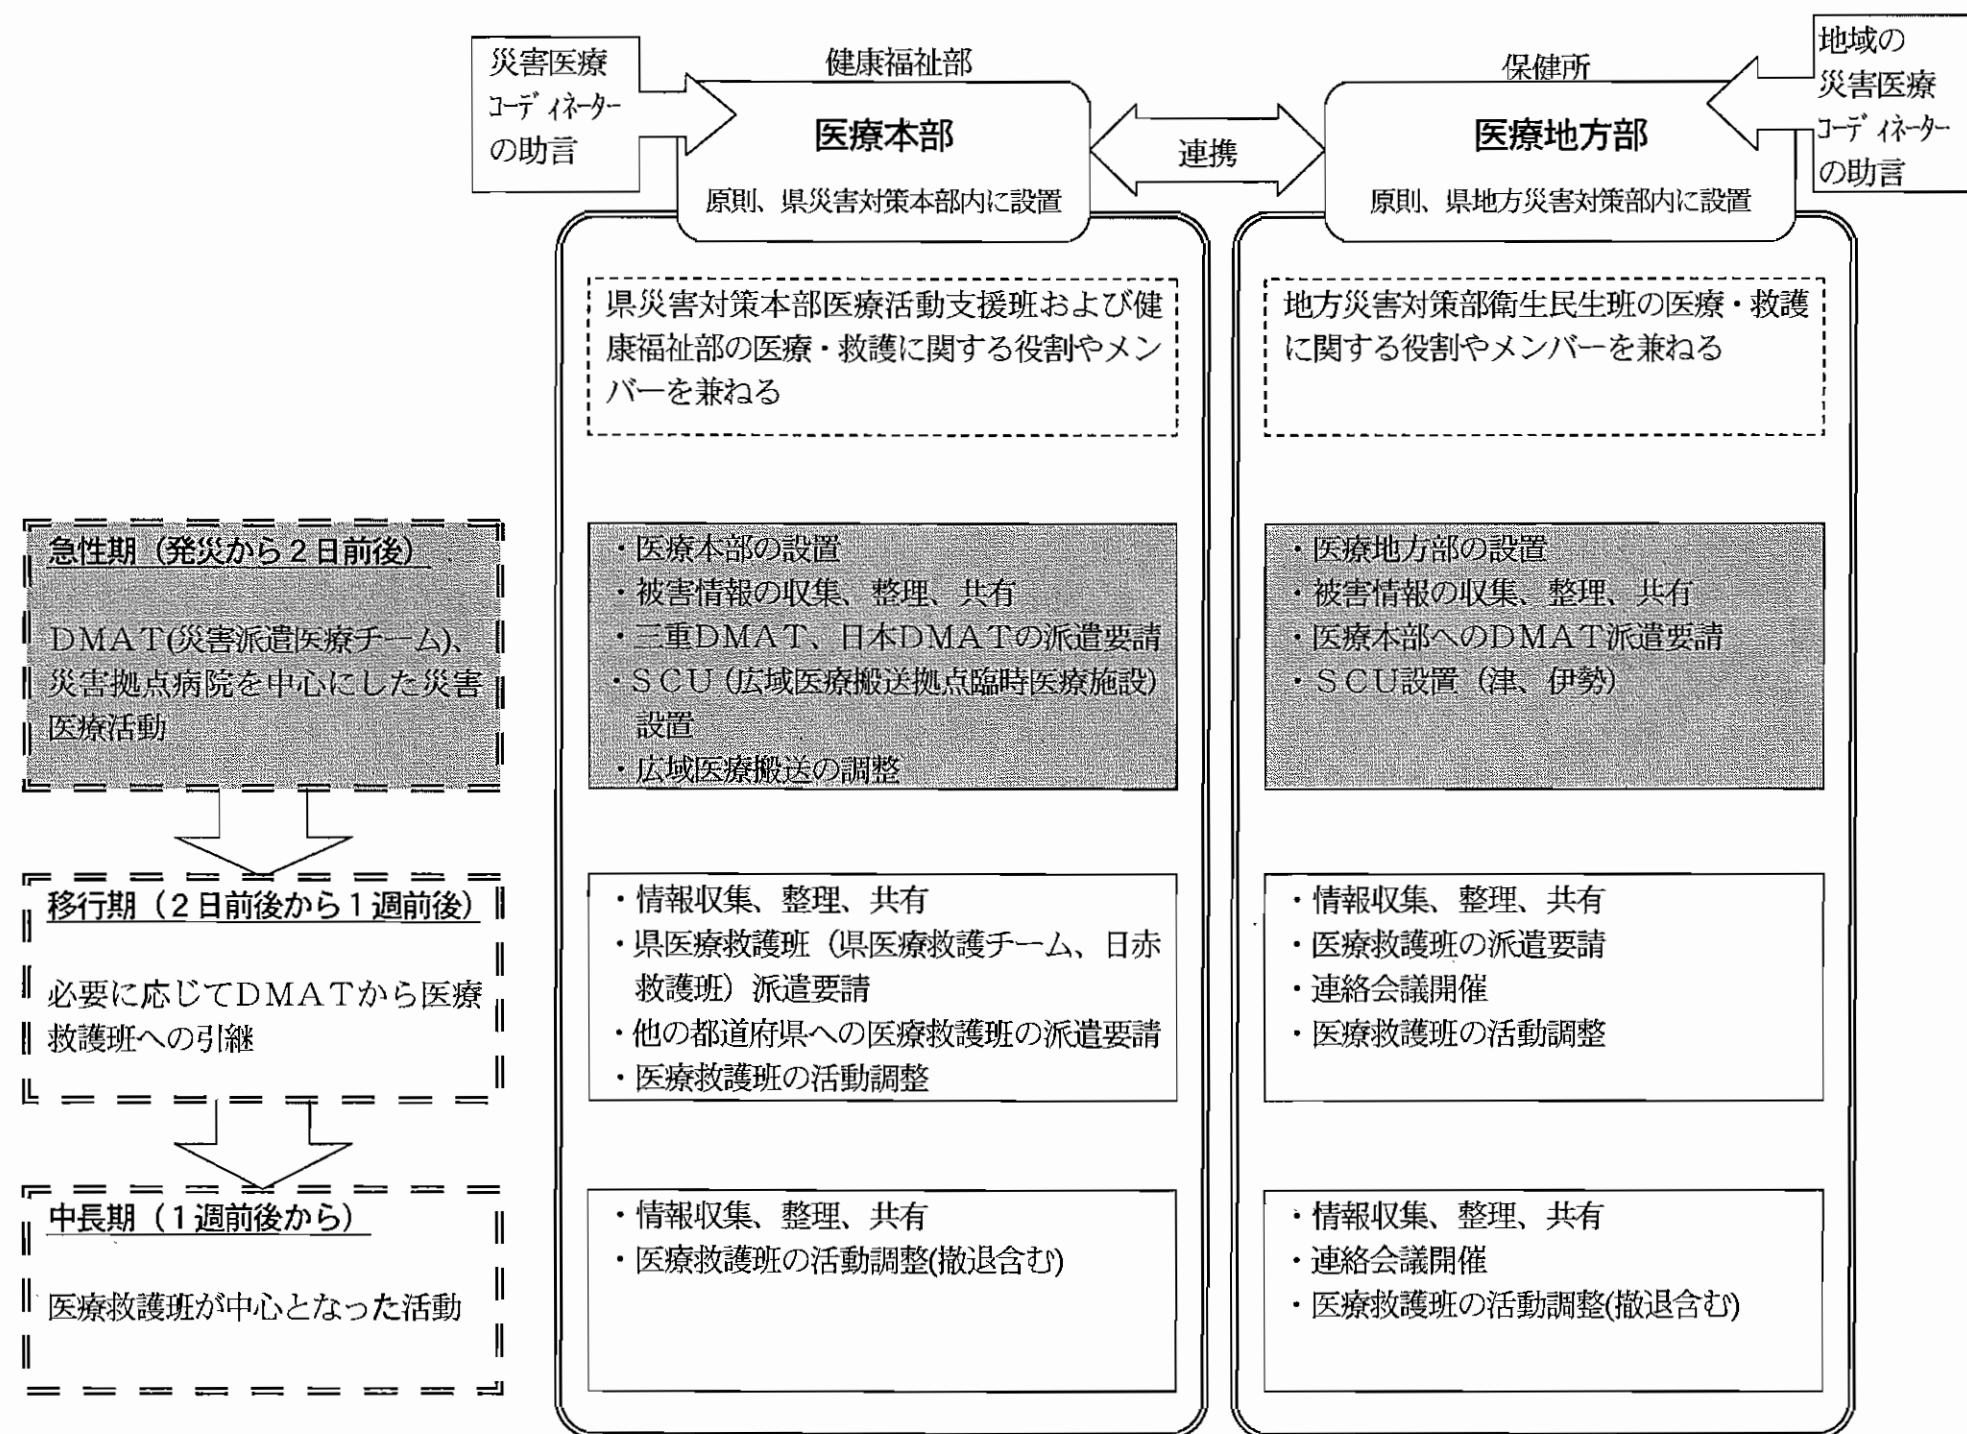 災害医療
コーディネーター
の助言
健康福祉部
医療本部
原則、県災害対策本部内に設置
連携
保健所
医療地方部
原則、県地方災害対策部内に設置
地域の
災害医療
コーディネーター
の助言
県災害対策本部医療活動支援班および健
康福祉部の医療・救護に関する役割やメン
バーを兼ねる
地方災害対策部衛生民生班の医療・救護
に関する役割やメンバーを兼ねる
急性期（発災から２日前後）
ＤＭＡＴ(災害派遣医療チーム)、
災害拠点病院を中心にした災害
医療活動
・医療本部の設置
・被害情報の収集、整理、共有
・三重ＤＭＡＴ、日本ＤＭＡＴの派遣要請
・ＳＣＵ（広域医療搬送拠点臨時医療施設）
設置
・広域医療搬送の調整
・医療地方部の設置
・被害情報の収集、整理、共有
・医療本部へのＤＭＡＴ派遣要請
・ＳＣＵ設置（津、伊勢）
移行期（２日前後から１週前後）
必要に応じてＤＭＡＴから医療
救護班への引継
・情報収集、整理、共有
・県医療救護班（県医療救護チーム、日赤
救護班）派遣要請
・他の都道府県への医療救護班の派遣要請
・医療救護班の活動調整
・情報収集、整理、共有
・医療救護班の派遣要請
・連絡会議開催
・医療救護班の活動調整
中長期（１週前後から）
医療救護班が中心となった活動
・情報収集、整理、共有
・医療救護班の活動調整(撤退含む)
・情報収集、整理、共有
・連絡会議開催
・医療救護班の活動調整(撤退含む)